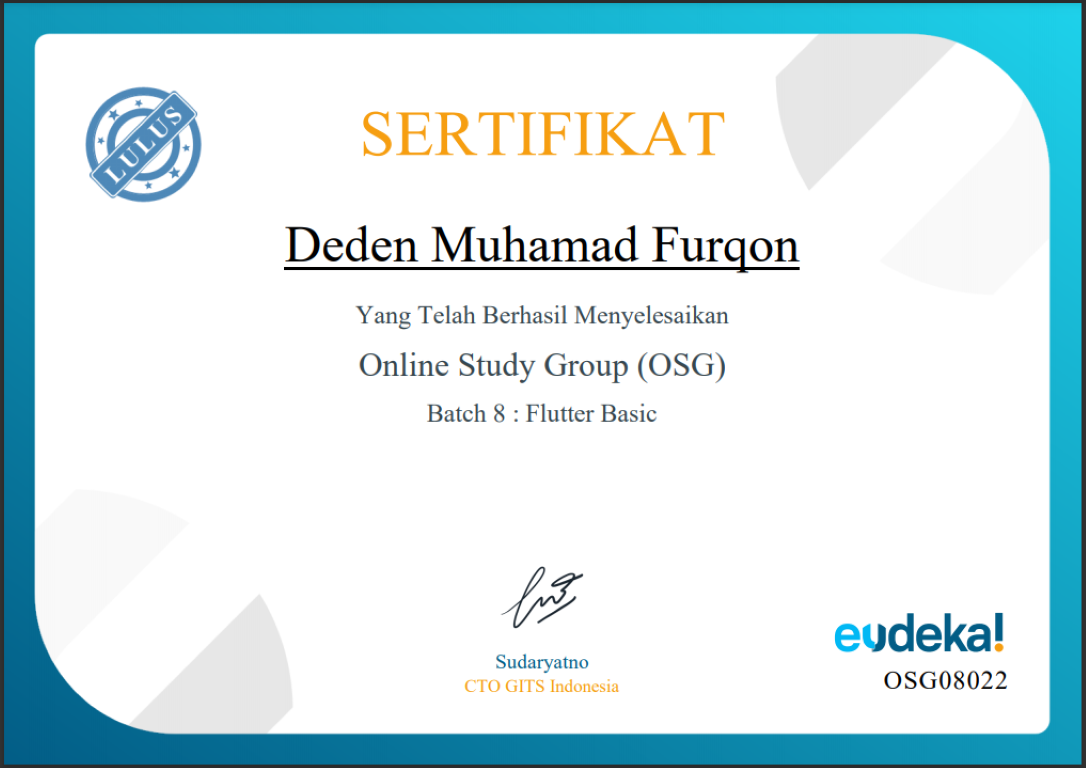 LULUS
SERTIFIKAT
Deden Muhamad Furqon
Yang Telah Berhasil Menyelesaikan
Online Study Group (OSG)
Batch 8 : Flutter Basic
Sudaryatno
CTO GITS Indonesia
eudeka!
OSG08022